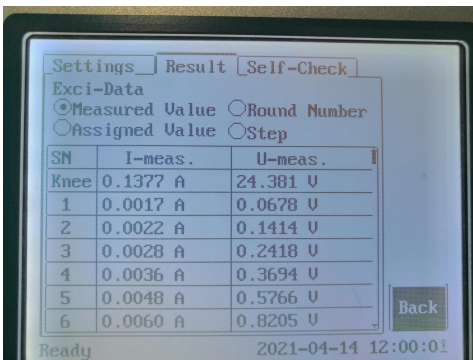 Settings Result Self-Check
Exci-Data
Measured Value Round Number
Assigned Value Step
SN I-meas. U-meas.
Knee 0.1377 A 24.381 V
1 0.0017 A 0.0678 V
2 0.0022 A 0.1414 V
3 0.0028 A 0.2418 V
4 0.0036 A 0.3694 V
5 0.0048 A 0.5766 V
6 0.0060 A 0.8205 V
Back
Ready 2021-04-14 12:00:01